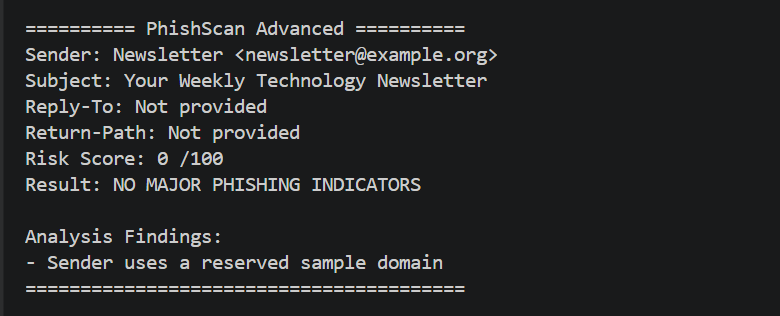 ========== PhishScan Advanced ==========
Sender: Newsletter <newsletter@example.org>
Subject: Your Weekly Technology Newsletter
Reply-To: Not provided
Return-Path: Not provided
Risk Score: 0 /100
Result: NO MAJOR PHISHING INDICATORS

Analysis Findings:
- Sender uses a reserved sample domain
========================================